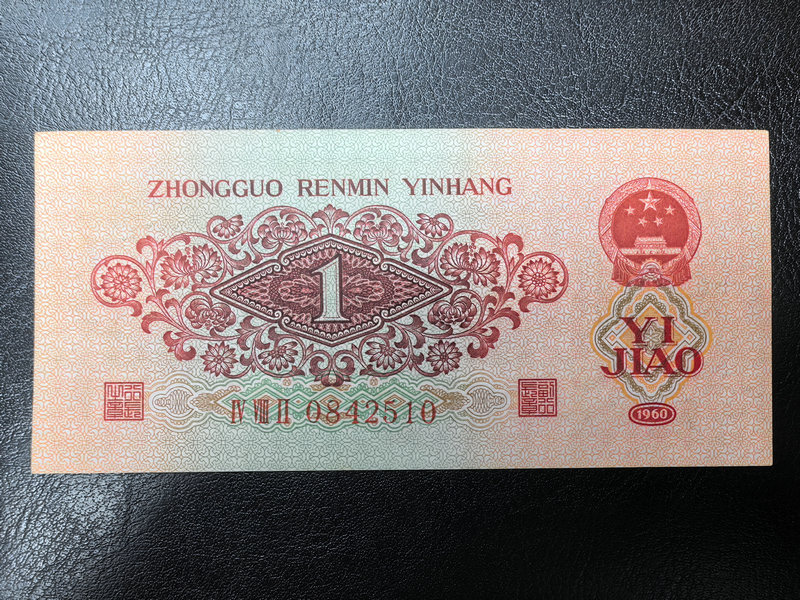 ZHONGGUO RENMIN YINHANG
1
YI
JIAO
1960
IV VIII II 0842510